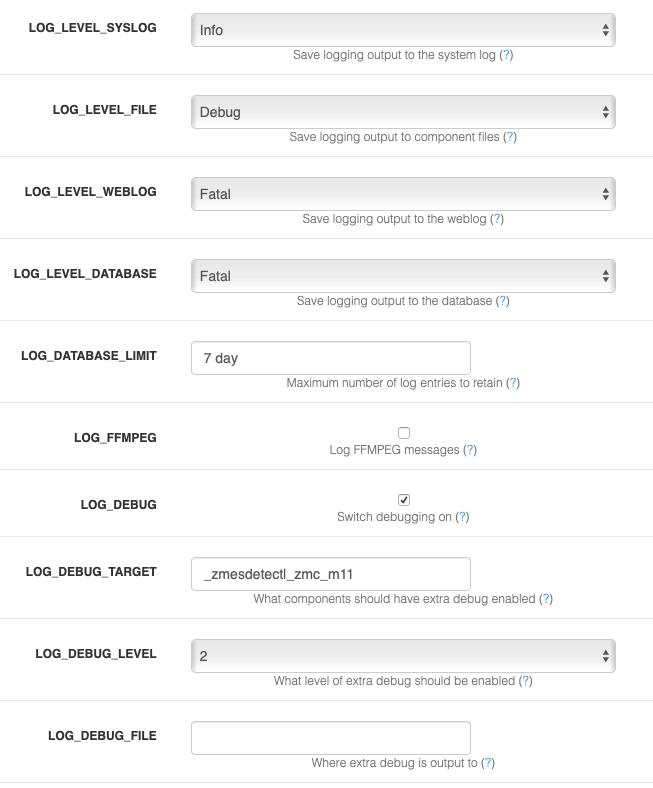 LOG_LEVEL_SYSLOG
Info
Save logging output to the system log (?)
LOG_LEVEL_FILE
Debug
Save logging output to component files (?)
LOG_LEVEL_WEBLOG
Fatal
Save logging output to the weblog (?)
LOG_LEVEL_DATABASE
Fatal
Save logging output to the database (?)
LOG_DATABASE_LIMIT
7 day
Maximum number of log entries to retain (?)
LOG_FFMPEG
Log FFMPEG messages (?)
LOG_DEBUG
Switch debugging on (?)
LOG_DEBUG_TARGET
_zmesdetect|_zmc_m11
What components should have extra debug enabled (?)
LOG_DEBUG_LEVEL
2
What level of extra debug should be enabled (?)
LOG_DEBUG_FILE
Where extra debug is output to (?)